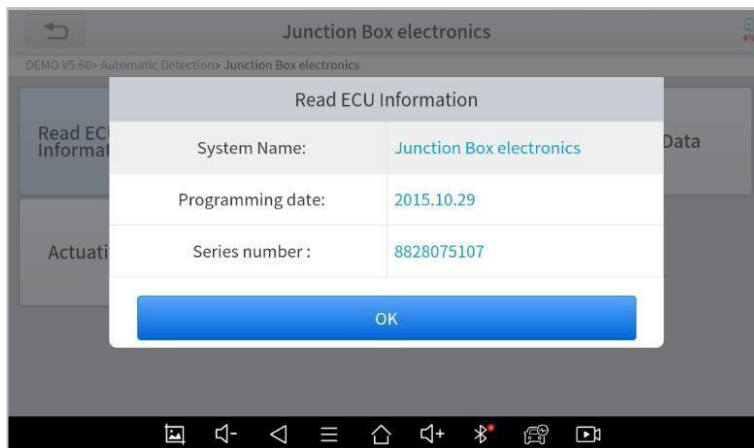 Junction Box electronics
DEMO V5.60> Automatic Detection> Junction Box electronics
Read ECU Information
Read ECU
Informat
Data
System Name: Junction Box electronics
Programming date: 2015.10.29
Actuati
Series number : 8828075107
OK